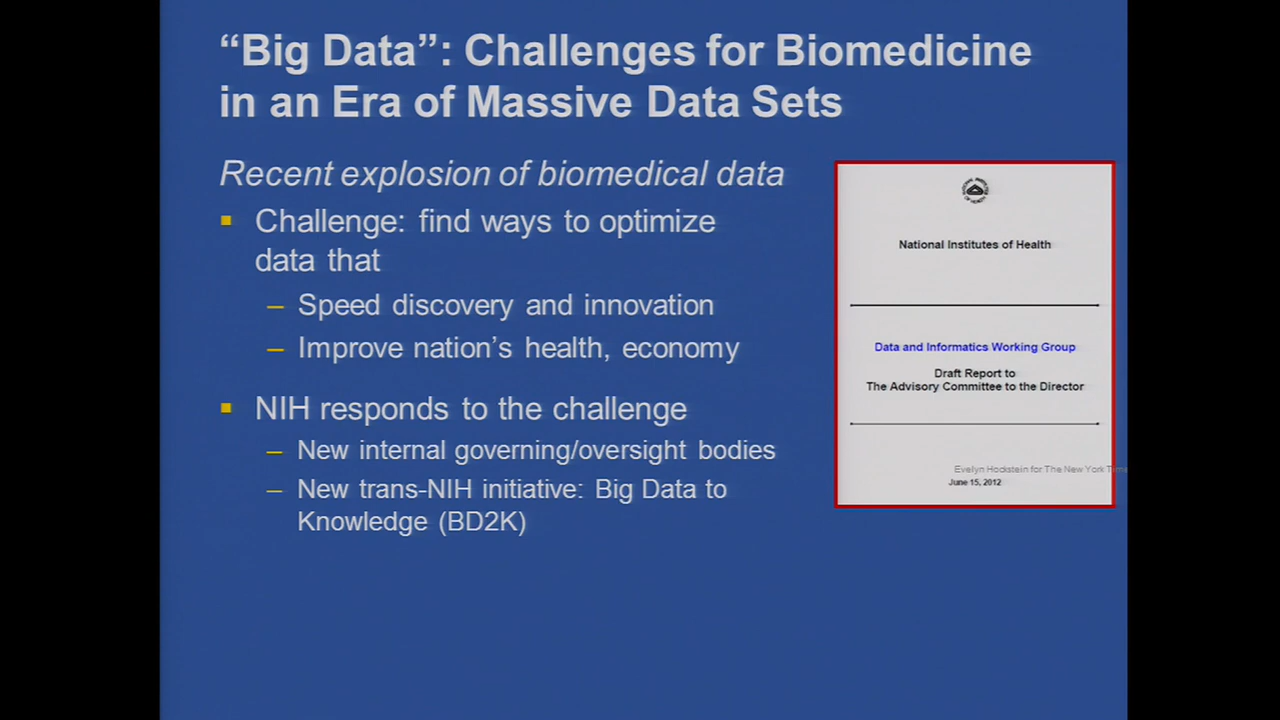 “Big Data”: Challenges for Biomedicine
in an Era of Massive Data Sets
Recent explosion of biomedical data
▪ Challenge: find ways to optimize
data that
– Speed discovery and innovation
– Improve nation’s health, economy
▪ NIH responds to the challenge
– New internal governing/oversight bodies
– New trans-NIH initiative: Big Data to
Knowledge (BD2K)
National Institutes of Health
Data and Informatics Working Group
Draft Report to
The Advisory Committee to the Director
Evelyn Hockstein for The New York Times
June 15, 2012